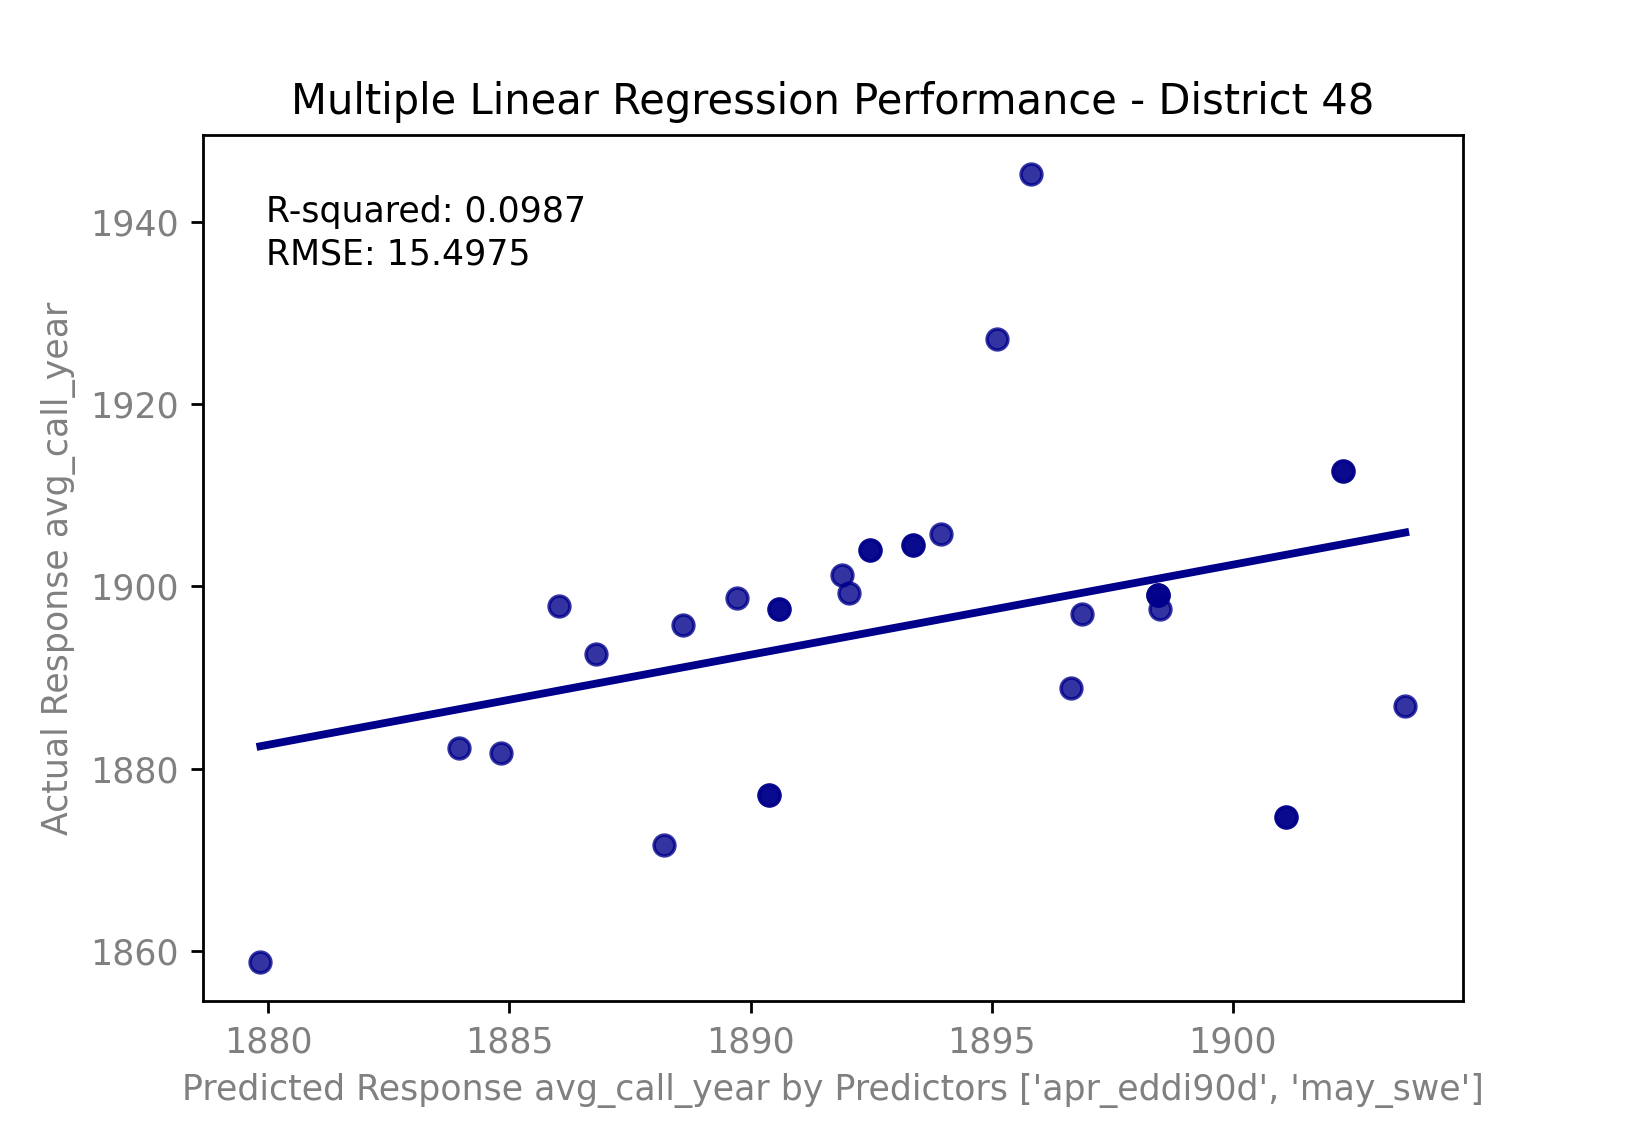 Multiple Linear Regression Performance - District 48
R-squared: 0.0987
RMSE: 15.4975
Actual Response avg_call_year
1940
1920
1900
1880
1860
1880
1885
1890
1895
1900
Predicted Response avg_call_year by Predictors ['apr_eddi90d', 'may_swe']